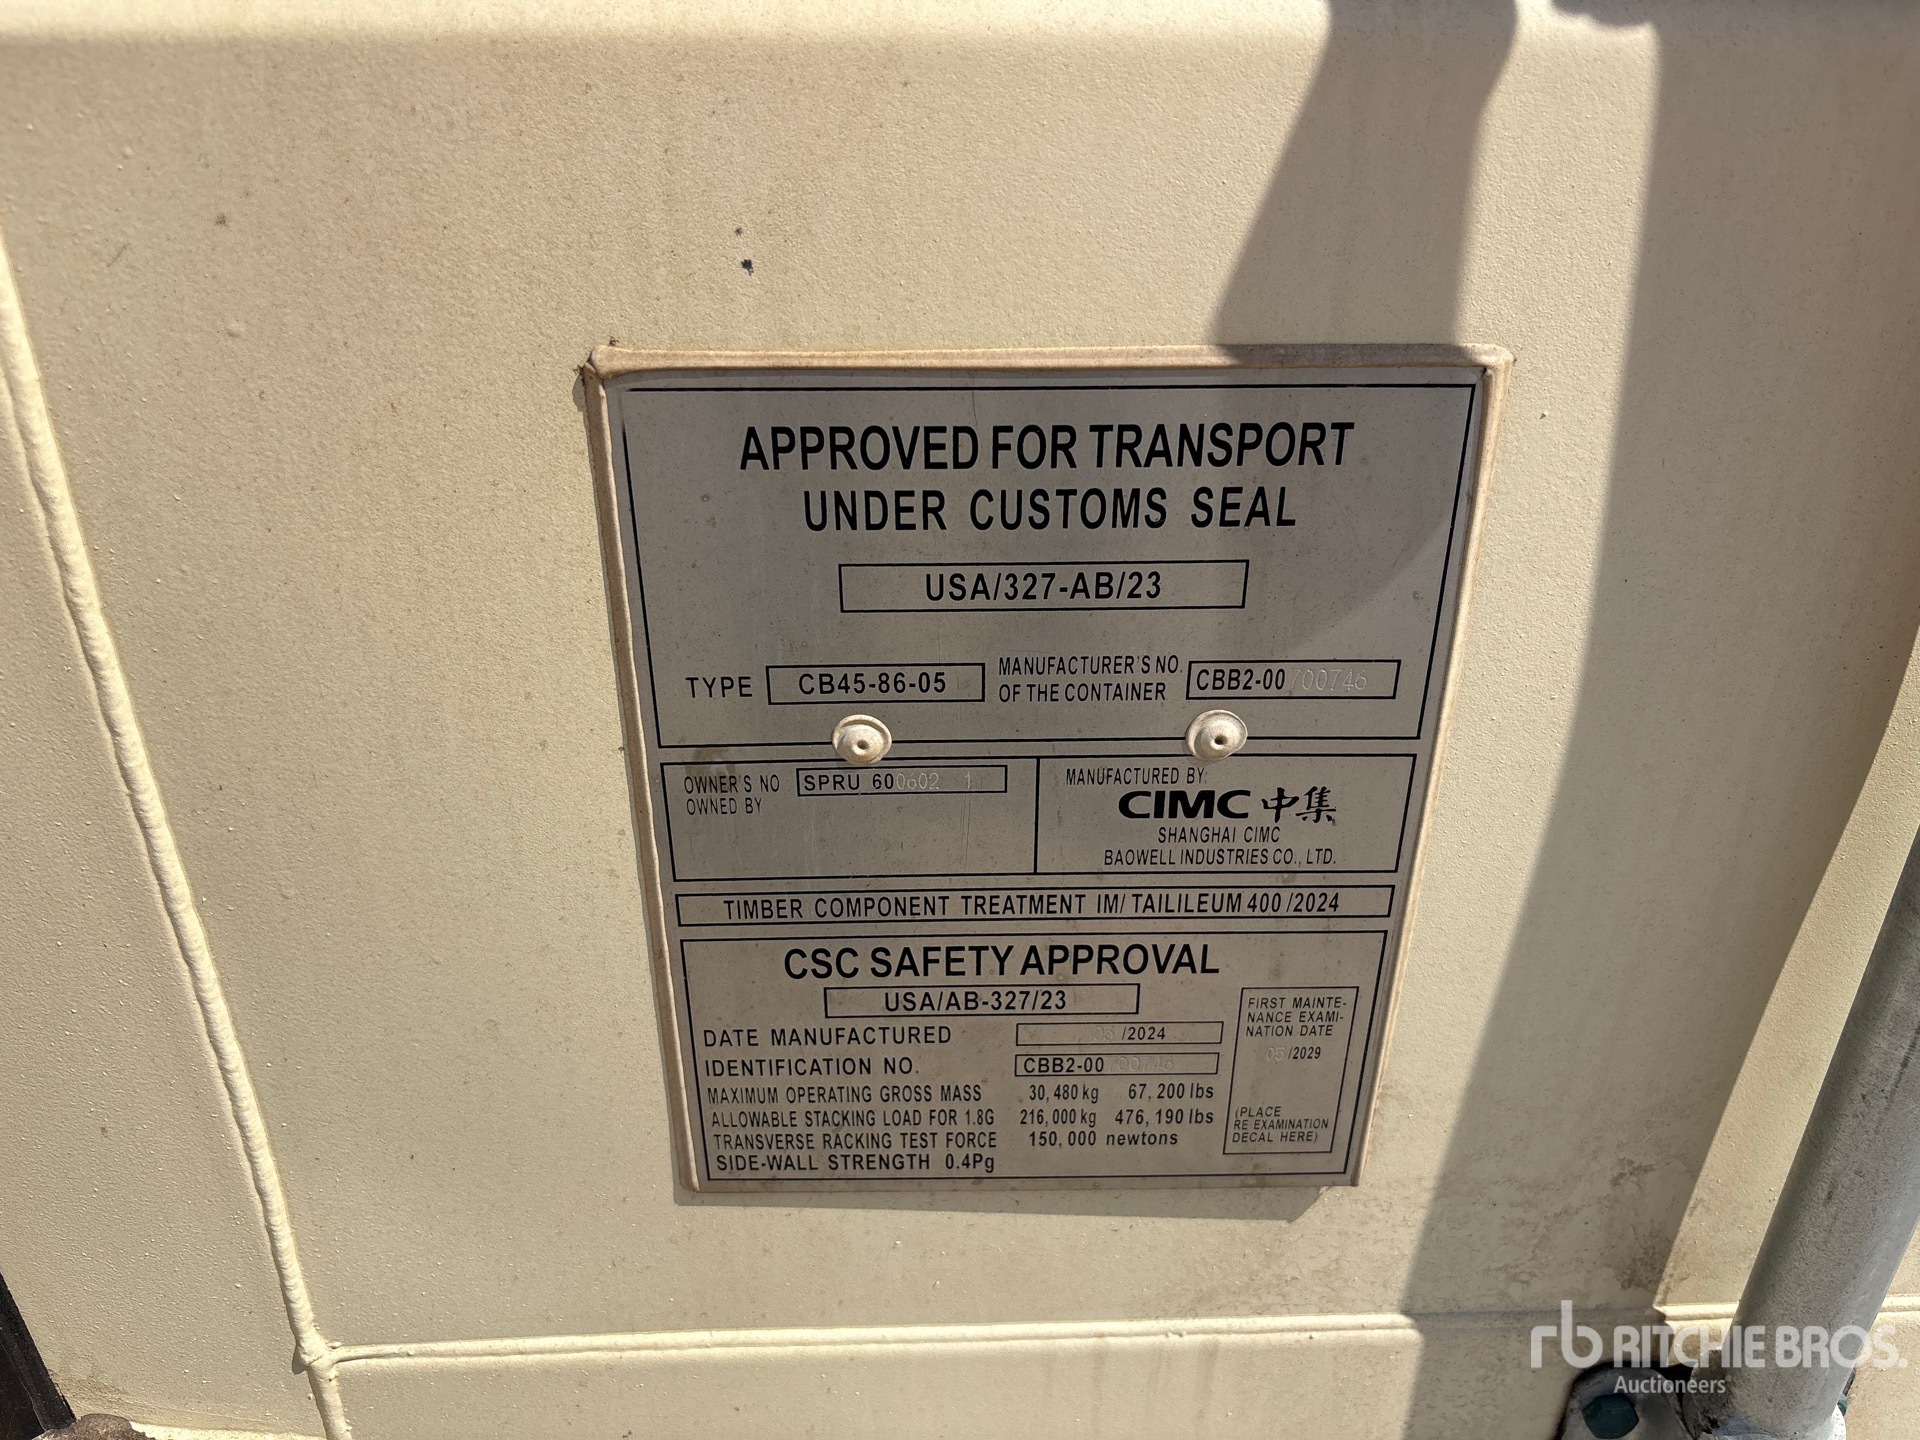 APPROVED FOR TRANSPORT
UNDER CUSTOMS SEAL
USA/327-AB/23
TYPE CB45-86-05
MANUFACTURER'S NO.
OF THE CONTAINER
CBB2-00700746
OWNER'S NO SPRU 600602 1
OWNED BY
MANUFACTURED BY:
CIMC 中集
SHANGHAI CIMC
BAOWELL INDUSTRIES CO., LTD.
TIMBER COMPONENT TREATMENT IM/ TAILILEUM 400 /2024
CSC SAFETY APPROVAL
USA/AB-327/23
DATE MANUFACTURED 05/2024
IDENTIFICATION NO. CBB2-00700746
MAXIMUM OPERATING GROSS MASS 30,480 kg 67,200 lbs
ALLOWABLE STACKING LOAD FOR 1.8G 216,000 kg 476,190 lbs
TRANSVERSE RACKING TEST FORCE 150,000 newtons
SIDE-WALL STRENGTH 0.4Pg
FIRST MAINTE-
NANCE EXAMI-
NATION DATE
05/2029
(PLACE
RE EXAMINATION
DECAL HERE)
rb RITCHIE BROS.
Auctioneers